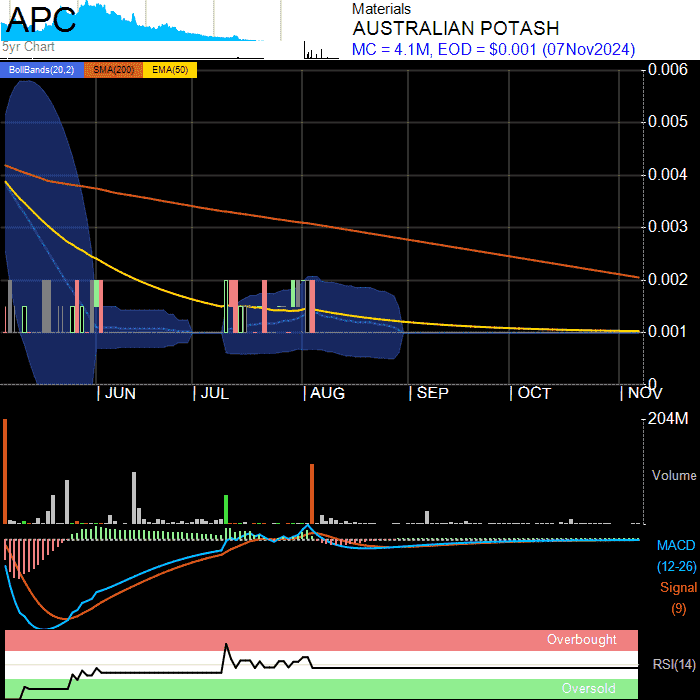 APC
5yr Chart
Materials
AUSTRALIAN POTASH
MC = 4.1M, EOD = $0.001 (07Nov2024)
BollBands(20,2) SMA(200) EMA(50)
0.006
0.005
0.004
0.003
0.002
0.001
0
JUN JUL AUG SEP OCT NOV
204M
Volume
MACD
(12-26)
Signal
(9)
Overbought
RSI(14)
Oversold